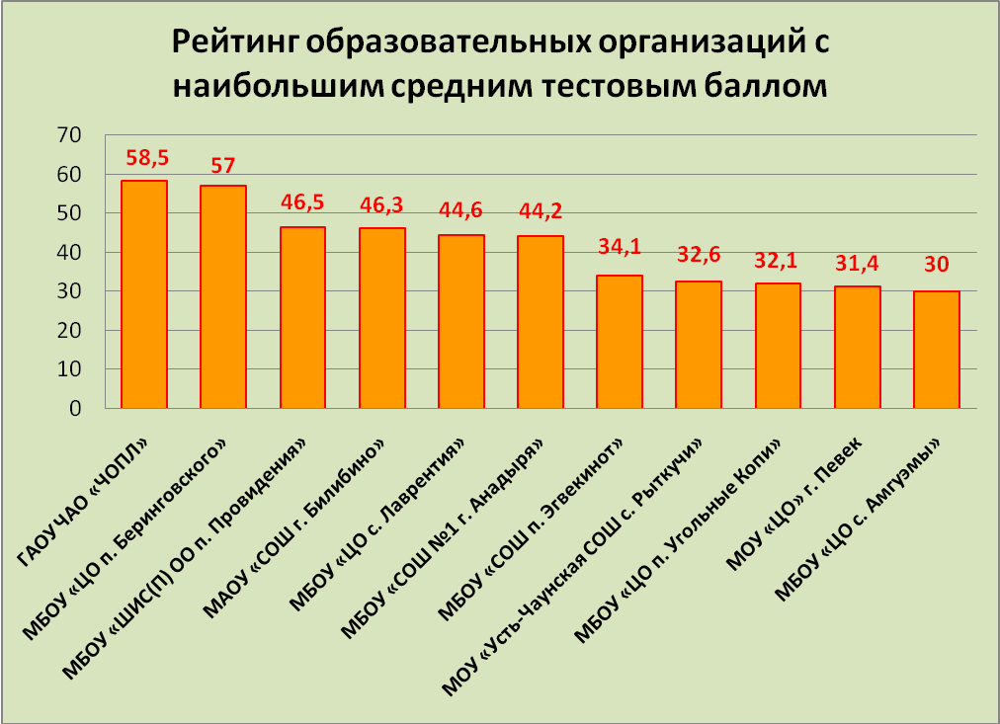 Рейтинг образовательных организаций с
наибольшим средним тестовым баллом
70
60
50
40
30
20
10
0
58,5
57
46,5
46,3
44,6
44,2
34,1
32,6
32,1
31,4
30
ГАОУ ЧАО «ЧОПЛ»
МБОУ «ЦО п. Беринговского»
МБОУ «ШИС(П) ОО п. Провидения»
МАОУ «СОШ г. Билибино»
МБОУ «ЦО с. Лаврентия»
МБОУ «СОШ №1 г. Анадыря»
МБОУ «СОШ п. Эгвекинот»
МОУ «Усть-Чаунская СОШ с. Рыткучи»
МБОУ «ЦО п. Угольные Копи»
МОУ «ЦО» г. Певек
МБОУ «ЦО с. Амгуэмы»